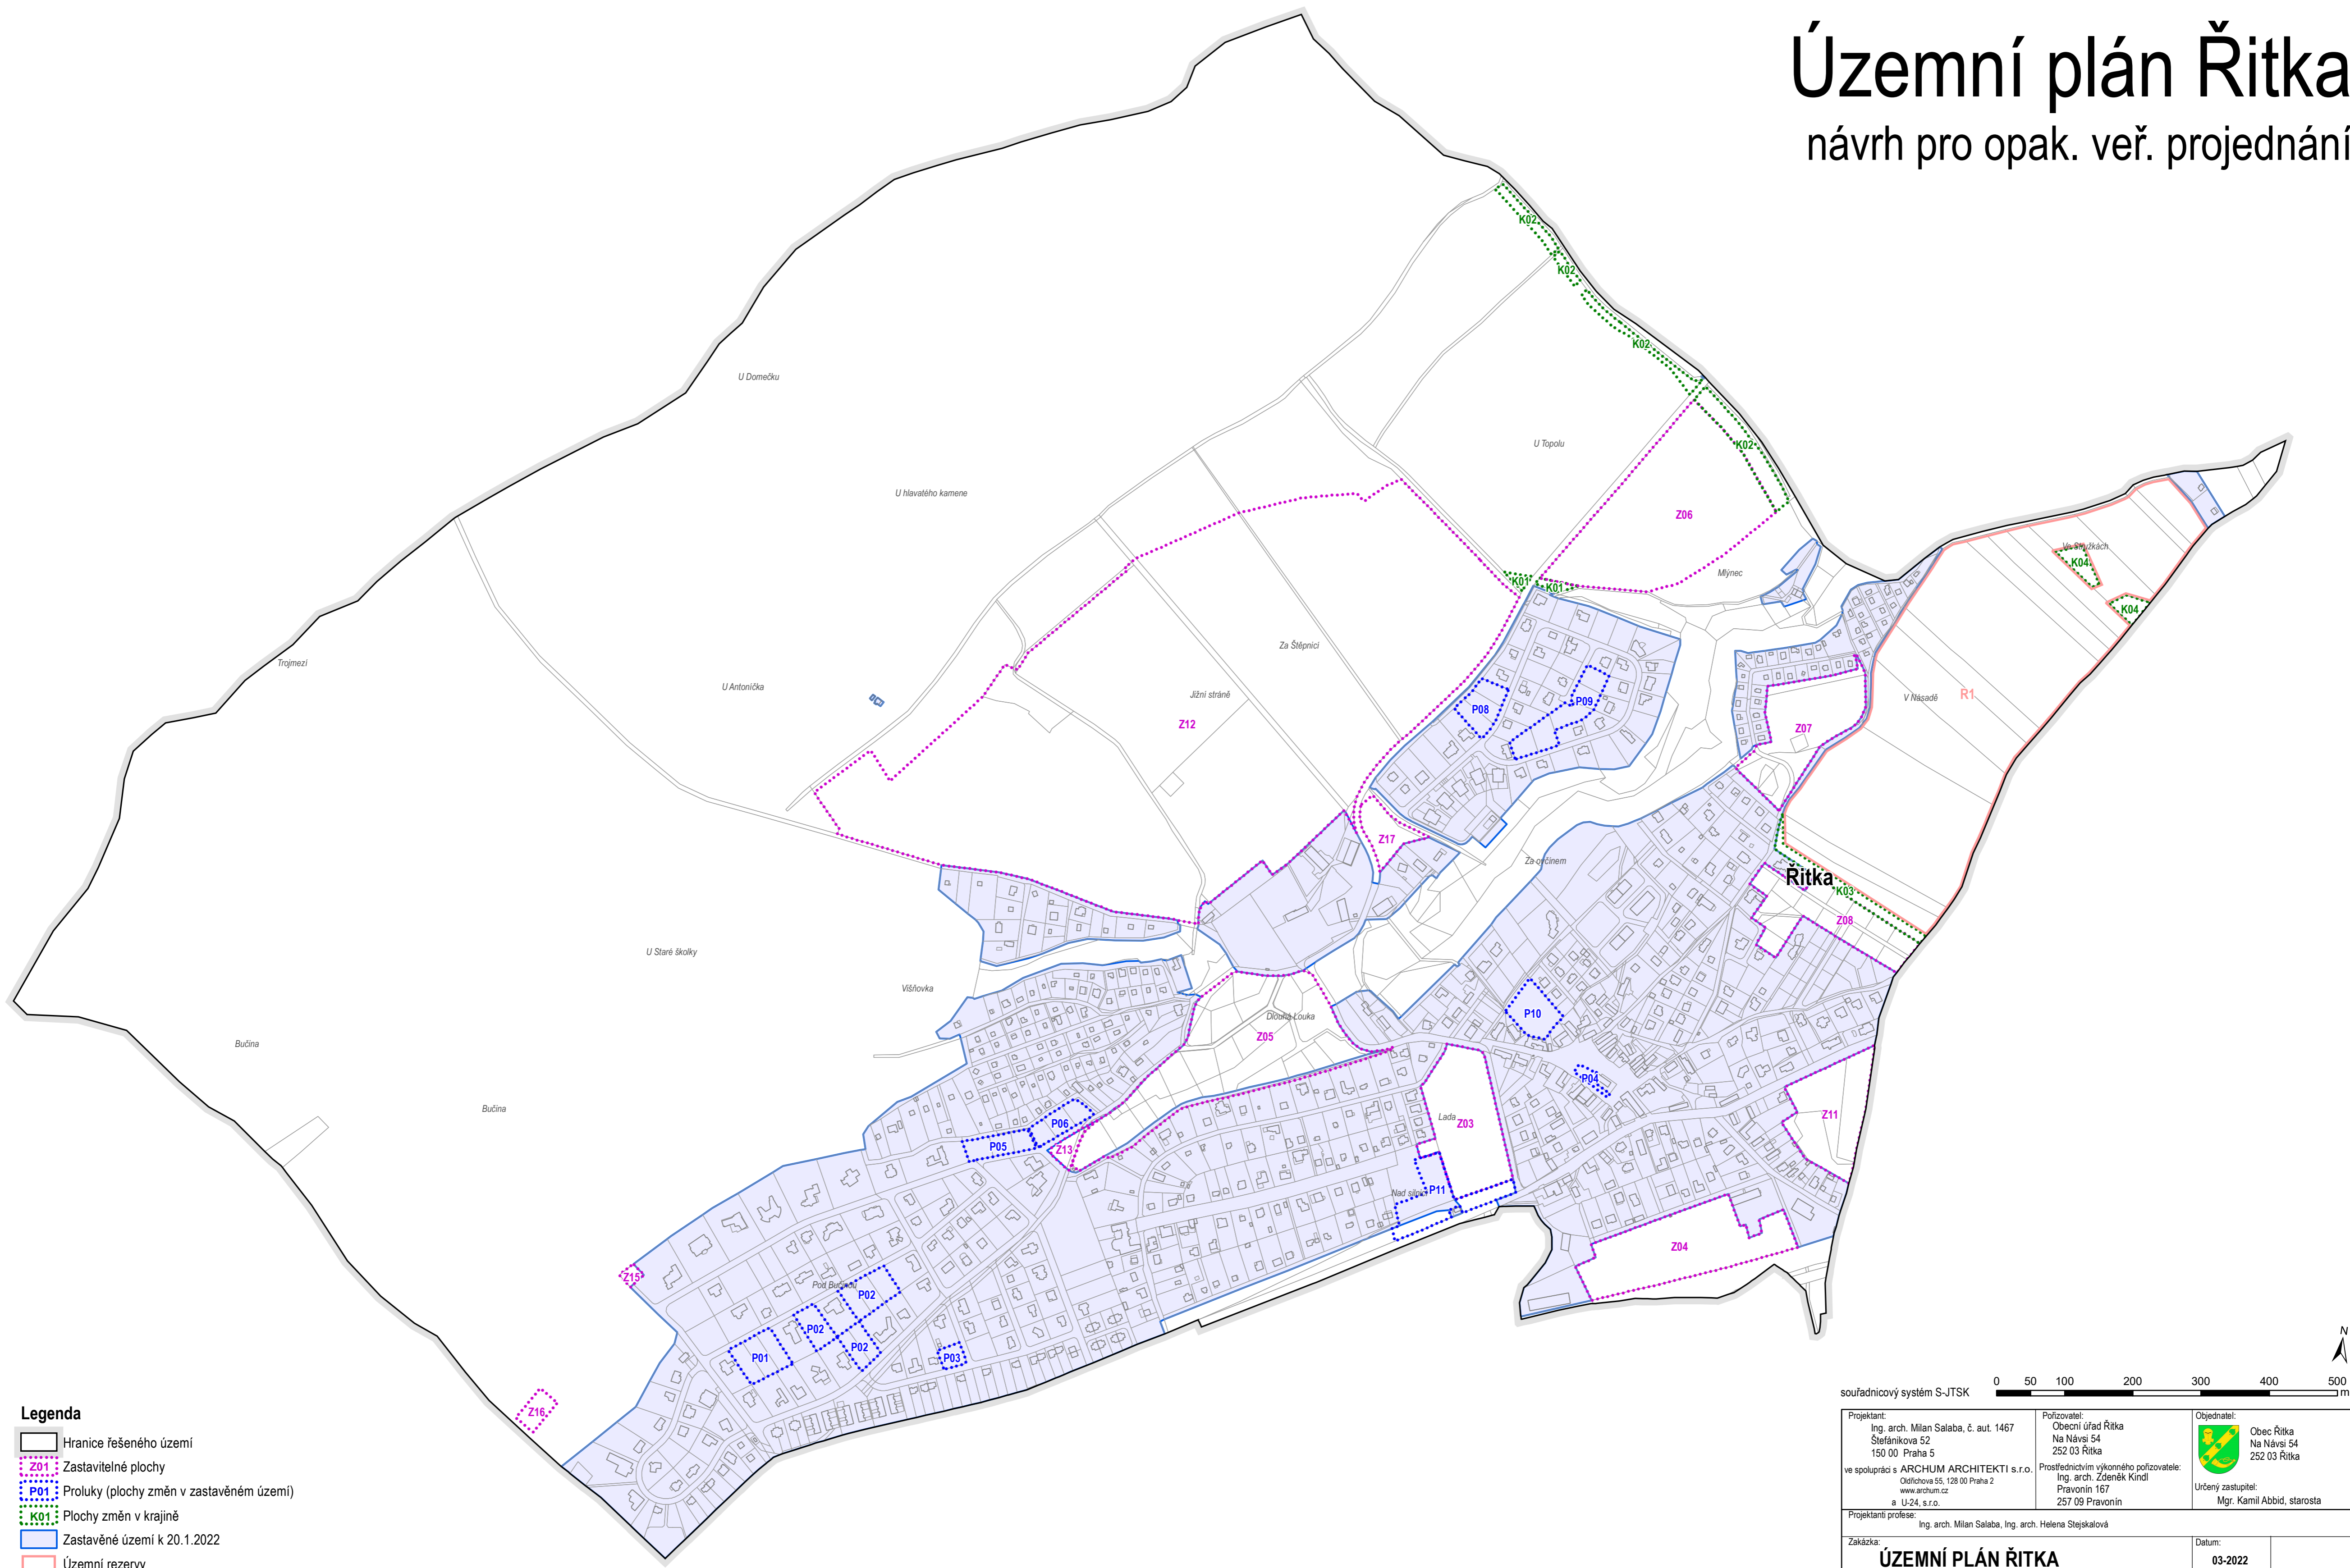 Územní plán Řitka
návrh pro opak. veř. projednání
K02
K02
K02
U Domečku
K02
U Topolu
U hlavatého kamene
Z06
Ve Stružkách
K04
Mlýnec
K01
K01
K04
Za Štěpnici
Trojmezí
U Antoníčka
Jižní stráně
V Násadě
R1
P09
P08
Z12
Z07
Z17
Za ovčínem
Řitka
K03
Z08
U Staré školky
Višňovka
P10
Dlouhá Louka
Z05
Bučina
P04
Bučina
Lada
Z03
Z11
P06
P05
Z13
Nad silnicí
P11
Z04
Z15
Pod Bučinou
P02
P02
P02
P01
P03
Z16
N
souřadnicový systém S-JTSK
0 50 100 200 300 400 500
m
Legenda
Hranice řešeného území
Z01 Zastavitelné plochy
P01 Proluky (plochy změn v zastavěném území)
K01 Plochy změn v krajině
Zastavěné území k 20.1.2022
Územní rezervy
Projektant:
Ing. arch. Milan Salaba, č. aut. 1467
Štefánikova 52
150 00 Praha 5
ve spolupráci s ARCHUM ARCHITEKTI s.r.o.
Oldřichova 55, 128 00 Praha 2
www.archum.cz
a U-24, s.r.o.
Pořizovatel:
Obecní úřad Řitka
Na Návsi 54
252 03 Řitka
Prostřednictvím výkonného pořizovatele:
Ing. arch. Zdeněk Kindl
Pravonín 167
257 09 Pravonín
Objednatel:
Obec Řitka
Na Návsi 54
252 03 Řitka
Určený zastupitel:
Mgr. Kamil Abbid, starosta
Projektanti profese:
Ing. arch. Milan Salaba, Ing. arch. Helena Stejskalová
Zakázka:
ÚZEMNÍ PLÁN ŘITKA
Datum:
03-2022